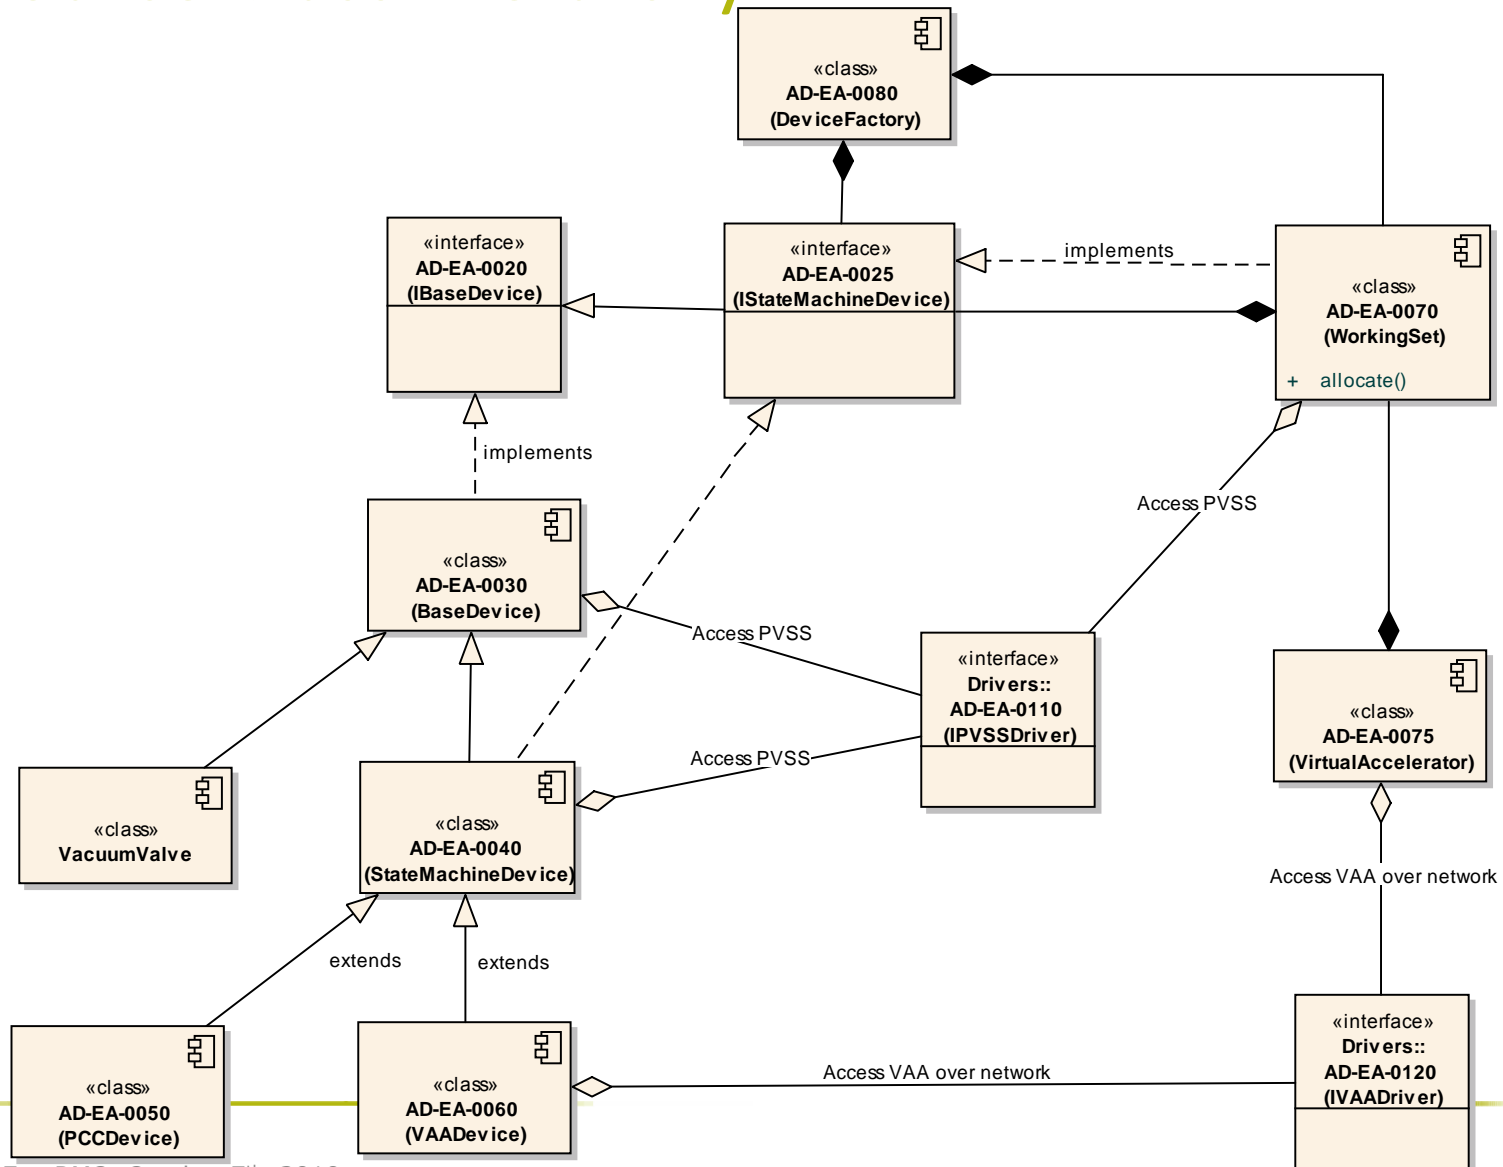 «class»
AD-EA-0080
(DeviceFactory)
«interface»
AD-EA-0020
(IBaseDevice)
«interface»
AD-EA-0025
(IStateMachineDevice)
implements
«class»
AD-EA-0070
(WorkingSet)
+ allocate()
implements
Access PVSS
«class»
AD-EA-0030
(BaseDevice)
Access PVSS
«interface»
Drivers::
AD-EA-0110
(IPVSSDriver)
«class»
AD-EA-0075
(VirtualAccelerator)
Access PVSS
«class»
VacuumValve
«class»
AD-EA-0040
(StateMachineDevice)
Access VAA over network
extends
extends
«interface»
Drivers::
AD-EA-0120
(IVAADriver)
Access VAA over network
«class»
AD-EA-0050
(PCCDevice)
«class»
AD-EA-0060
(VAADevice)